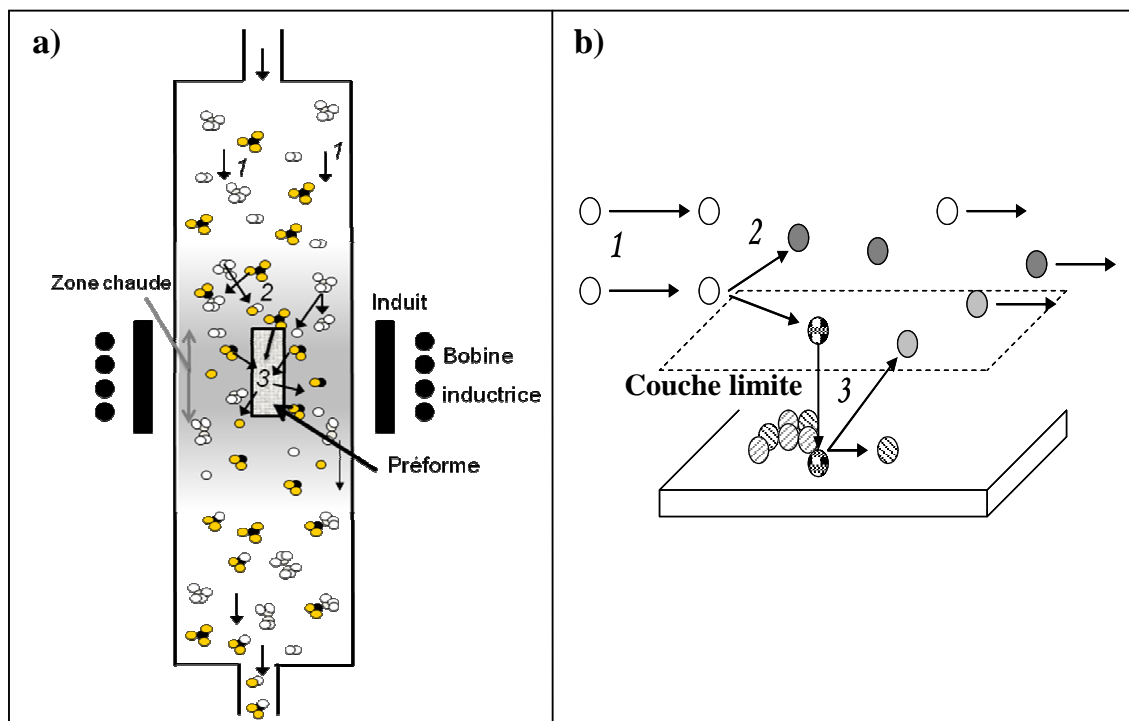 a)
1
1
Zone chaude
2
Induit
Bobine
inductrice
3
Préforme
b)
1
2
Couche limite
3